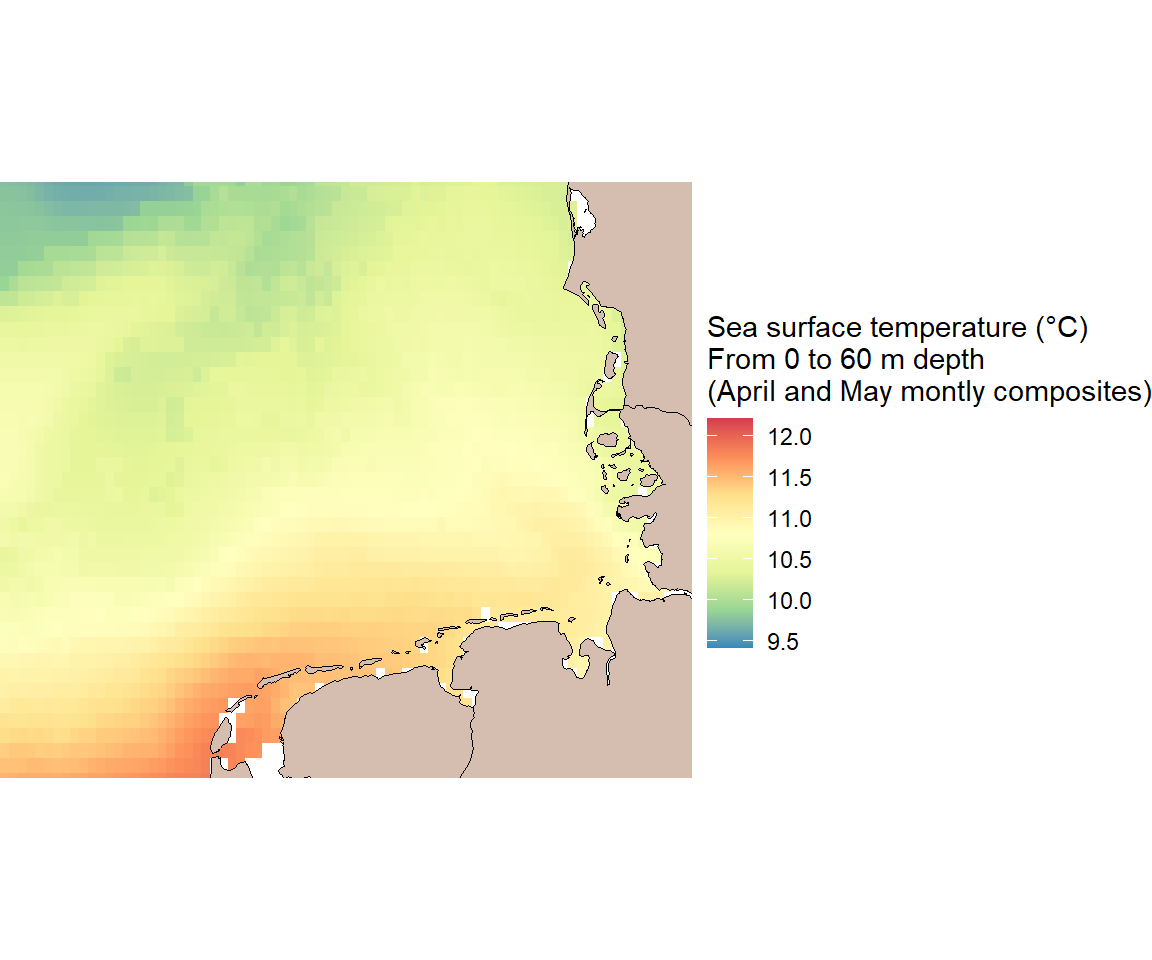 Sea surface temperature (°C)
From 0 to 60 m depth
(April and May montly composites)
12.0
11.5
11.0
10.5
10.0
9.5